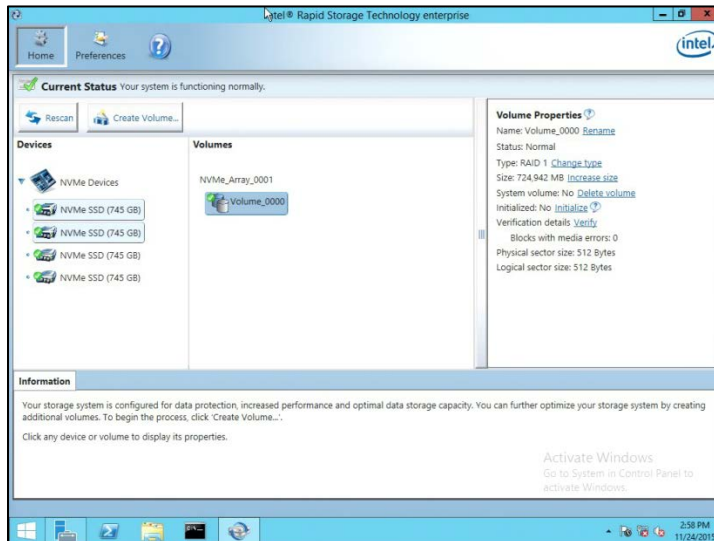 Intel® Rapid Storage Technology enterprise
Home
Preferences
intel
Current Status Your system is functioning normally.
Rescan
Create Volume...
Devices
NVMe Devices
NVMe SSD (745 GB)
NVMe SSD (745 GB)
NVMe SSD (745 GB)
NVMe SSD (745 GB)
Volumes
NVMe_Array_0001
Volume_0000
Volume Properties
Name: Volume_0000 Rename
Status: Normal
Type: RAID 1 Change type
Size: 724,942 MB Increase size
System volume: No Delete volume
Initialized: No Initialize
Verification details Verify
Blocks with media errors: 0
Physical sector size: 512 Bytes
Logical sector size: 512 Bytes
Information
Your storage system is configured for data protection, increased performance and optimal data storage capacity. You can further optimize your storage system by creating
additional volumes. To begin the process, click 'Create Volume...'.
Click any device or volume to display its properties.
Activate Windows
Go to System in Control Panel to
activate Windows.
2:58 PM
11/24/2015